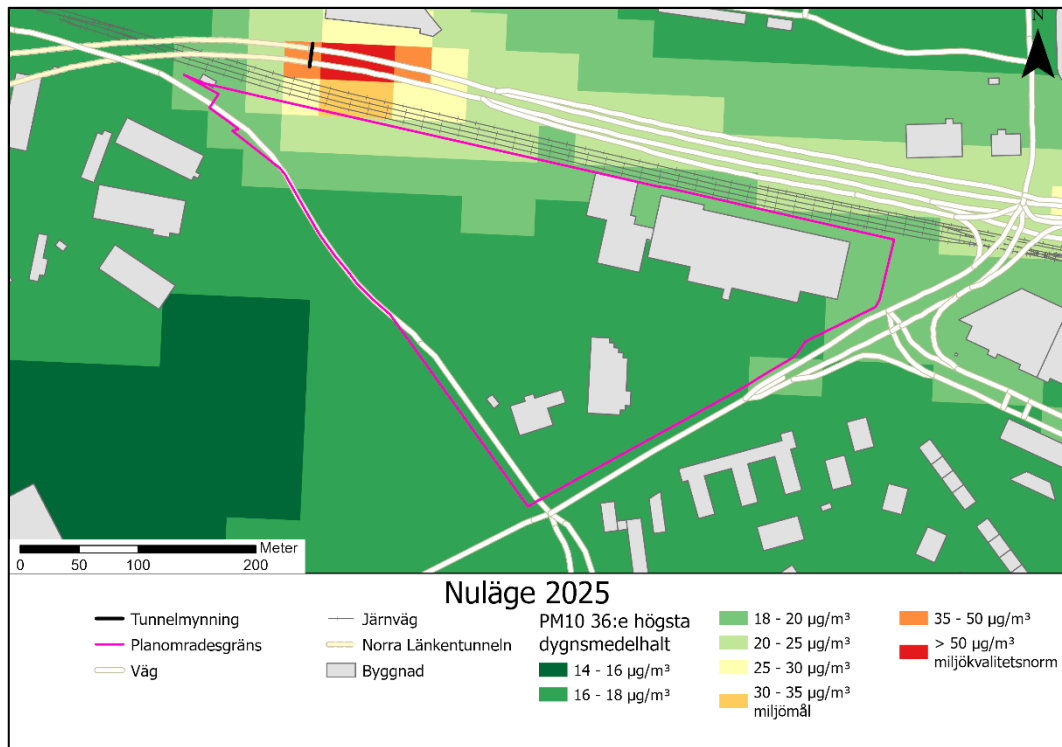 N
Meter
0 50 100 200
Nuläge 2025
Tunnelmynning
Planomradesgräns
Väg
Järnväg
Norra Länkentunneln
Byggnad
PM10 36:e högsta
dygnsmedelhalt
14 - 16 µg/m³
16 - 18 µg/m³
18 - 20 µg/m³
20 - 25 µg/m³
25 - 30 µg/m³
30 - 35 µg/m³
miljömål
35 - 50 µg/m³
> 50 µg/m³
miljökvalitetsnorm